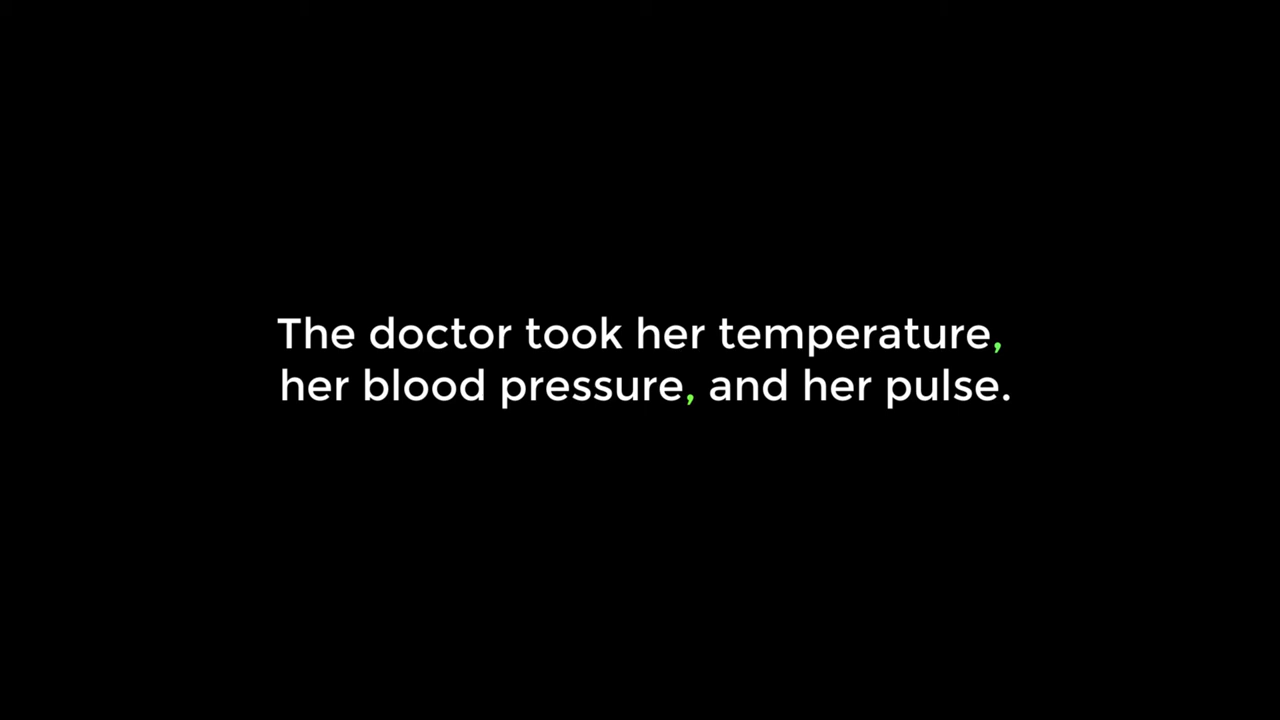 The doctor took her temperature,
her blood pressure, and her pulse.